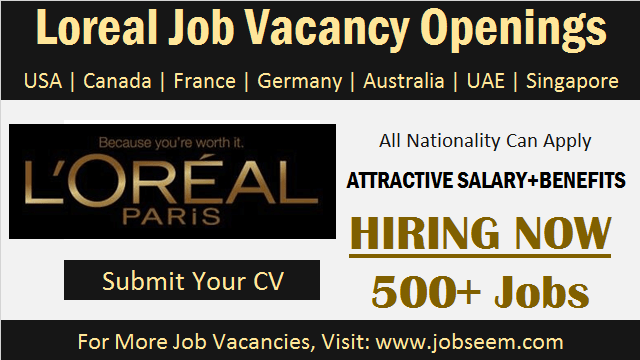 Loreal Job Vacancy Openings
USA | Canada | France | Germany | Australia | UAE | Singapore
Because you're worth it.
L'ORÉAL
PARiS
All Nationality Can Apply
ATTRACTIVE SALARY+BENEFITS
HIRING NOW
500+ Jobs
Submit Your CV
For More Job Vacancies, Visit: www.jobseem.com